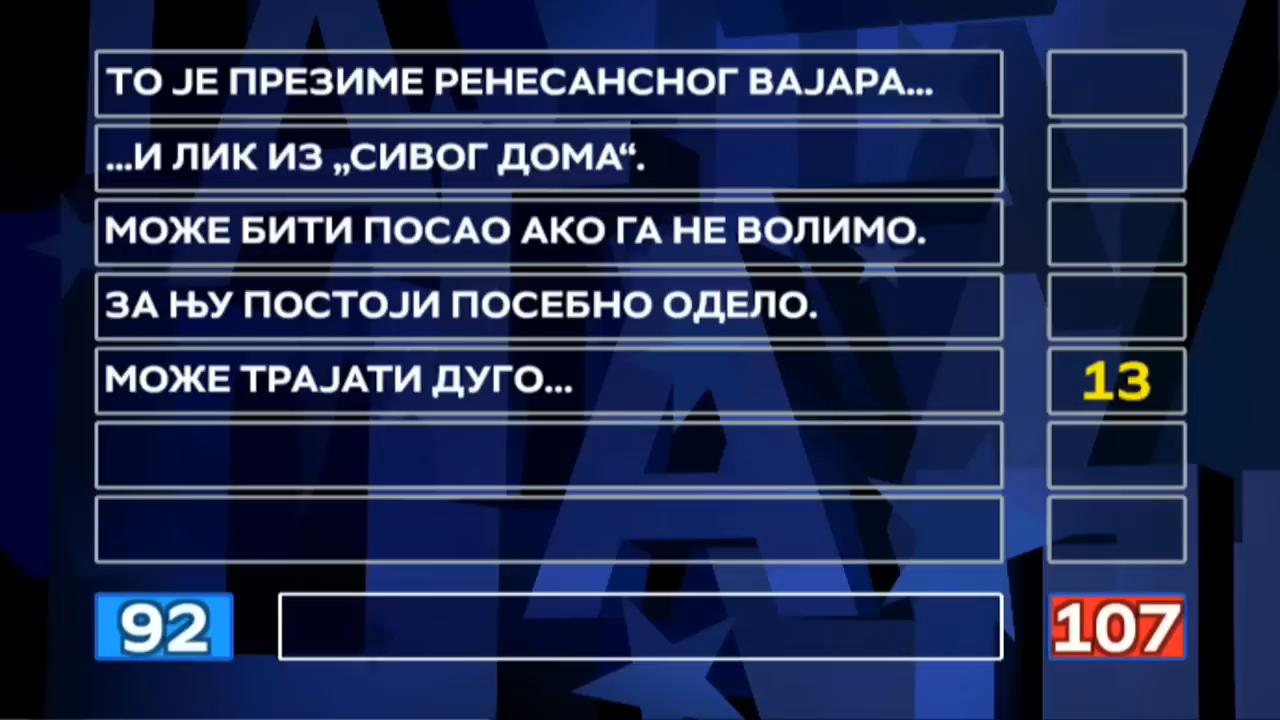 ТО ЈЕ ПРЕЗИМЕ РЕНЕСАНСНОГ ВАЈАРА...
...И ЛИК ИЗ „СИВОГ ДОМА“.
МОЖЕ БИТИ ПОСАО АКО ГА НЕ ВОЛИМО.
ЗА ЊУ ПОСТОЈИ ПОСЕБНО ОДЕЛО.
МОЖЕ ТРАЈАТИ ДУГО... 13
92 107